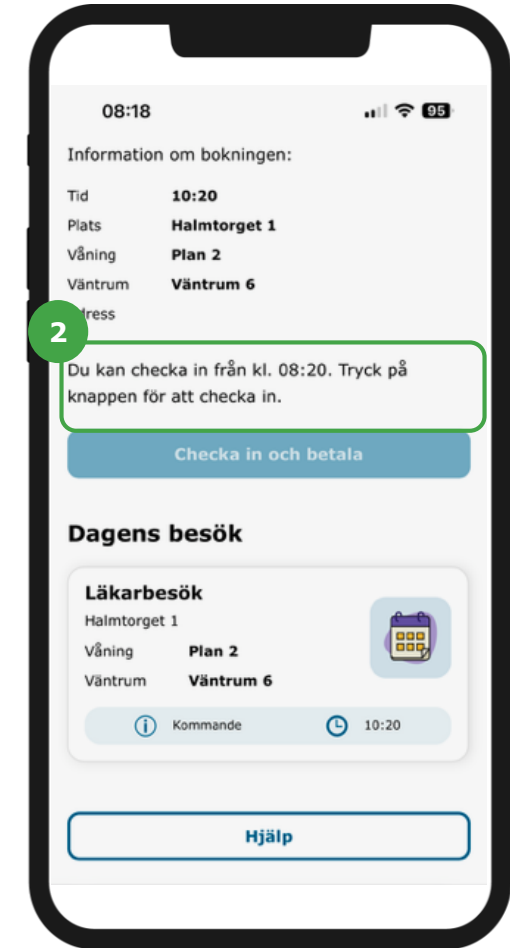 08:18 95
Information om bokningen:
Tid 10:20
Plats Halmtorget 1
Våning Plan 2
Väntrum Väntrum 6
dress
2
Du kan checka in från kl. 08:20. Tryck på
knappen för att checka in.
Checka in och betala
Dagens besök
Läkarbesök
Halmtorget 1
Våning Plan 2
Väntrum Väntrum 6
Kommande 10:20
Hjälp